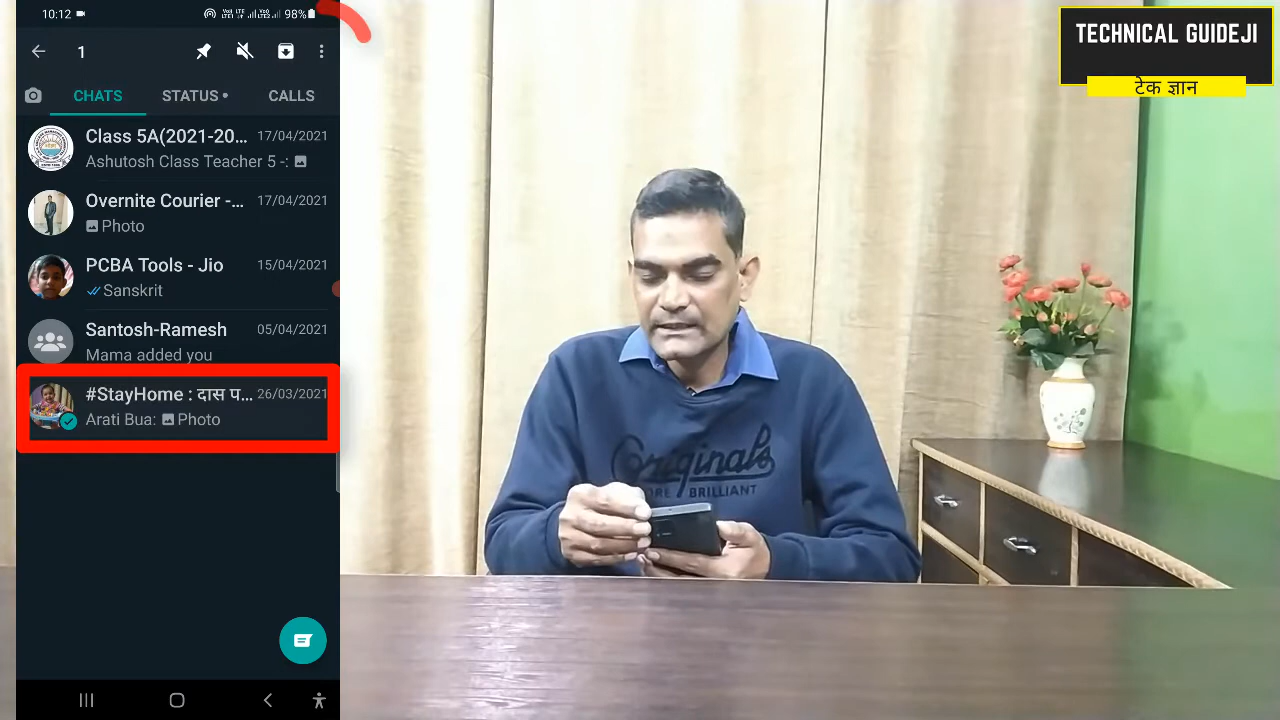 10:12
98%
1
CHATS
STATUS
CALLS
Class 5A(2021-20...
17/04/2021
Ashutosh Class Teacher 5 -:
Overnite Courier -...
17/04/2021
Photo
PCBA Tools - Jio
15/04/2021
Sanskrit
Santosh-Ramesh
05/04/2021
Mama added you
#StayHome : दास प...
26/03/2021
Arati Bua: Photo
TECHNICAL GUIDEJI
टेक ज्ञान
Originals
BRILLIANT